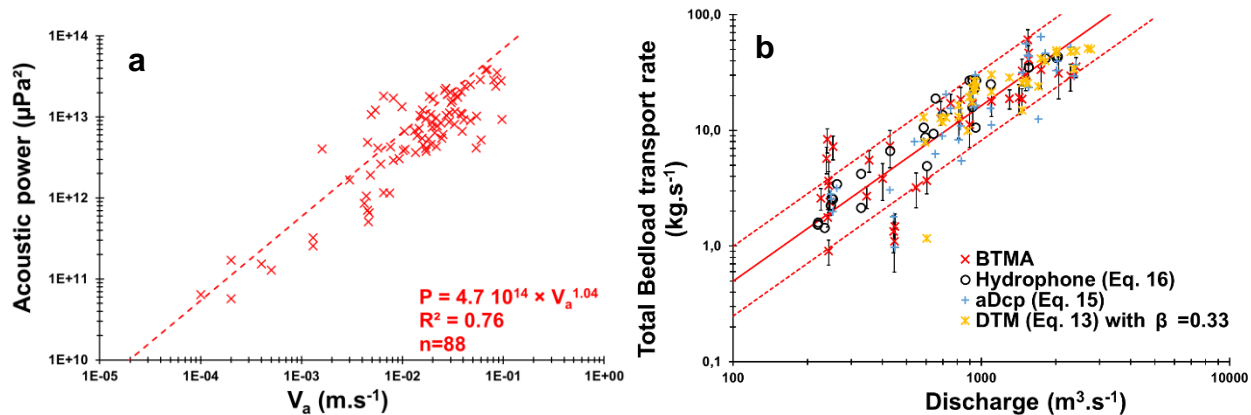 a
Acoustic power (µPa²)
1E+14
1E+13
1E+12
1E+11
1E+10
1E-05
1E-04
1E-03
1E-02
1E-01
1E+00
Vₐ (m.s⁻¹)
P = 4.7 10¹⁴ × Vₐ¹·⁰⁴
R² = 0.76
n=88
b
Total Bedload transport rate
(kg.s⁻¹)
100,0
10,0
1,0
0,1
100
1000
10000
Discharge (m³.s⁻¹)
BTMA
Hydrophone (Eq. 16)
aDcp (Eq. 15)
DTM (Eq. 13) with β =0.33